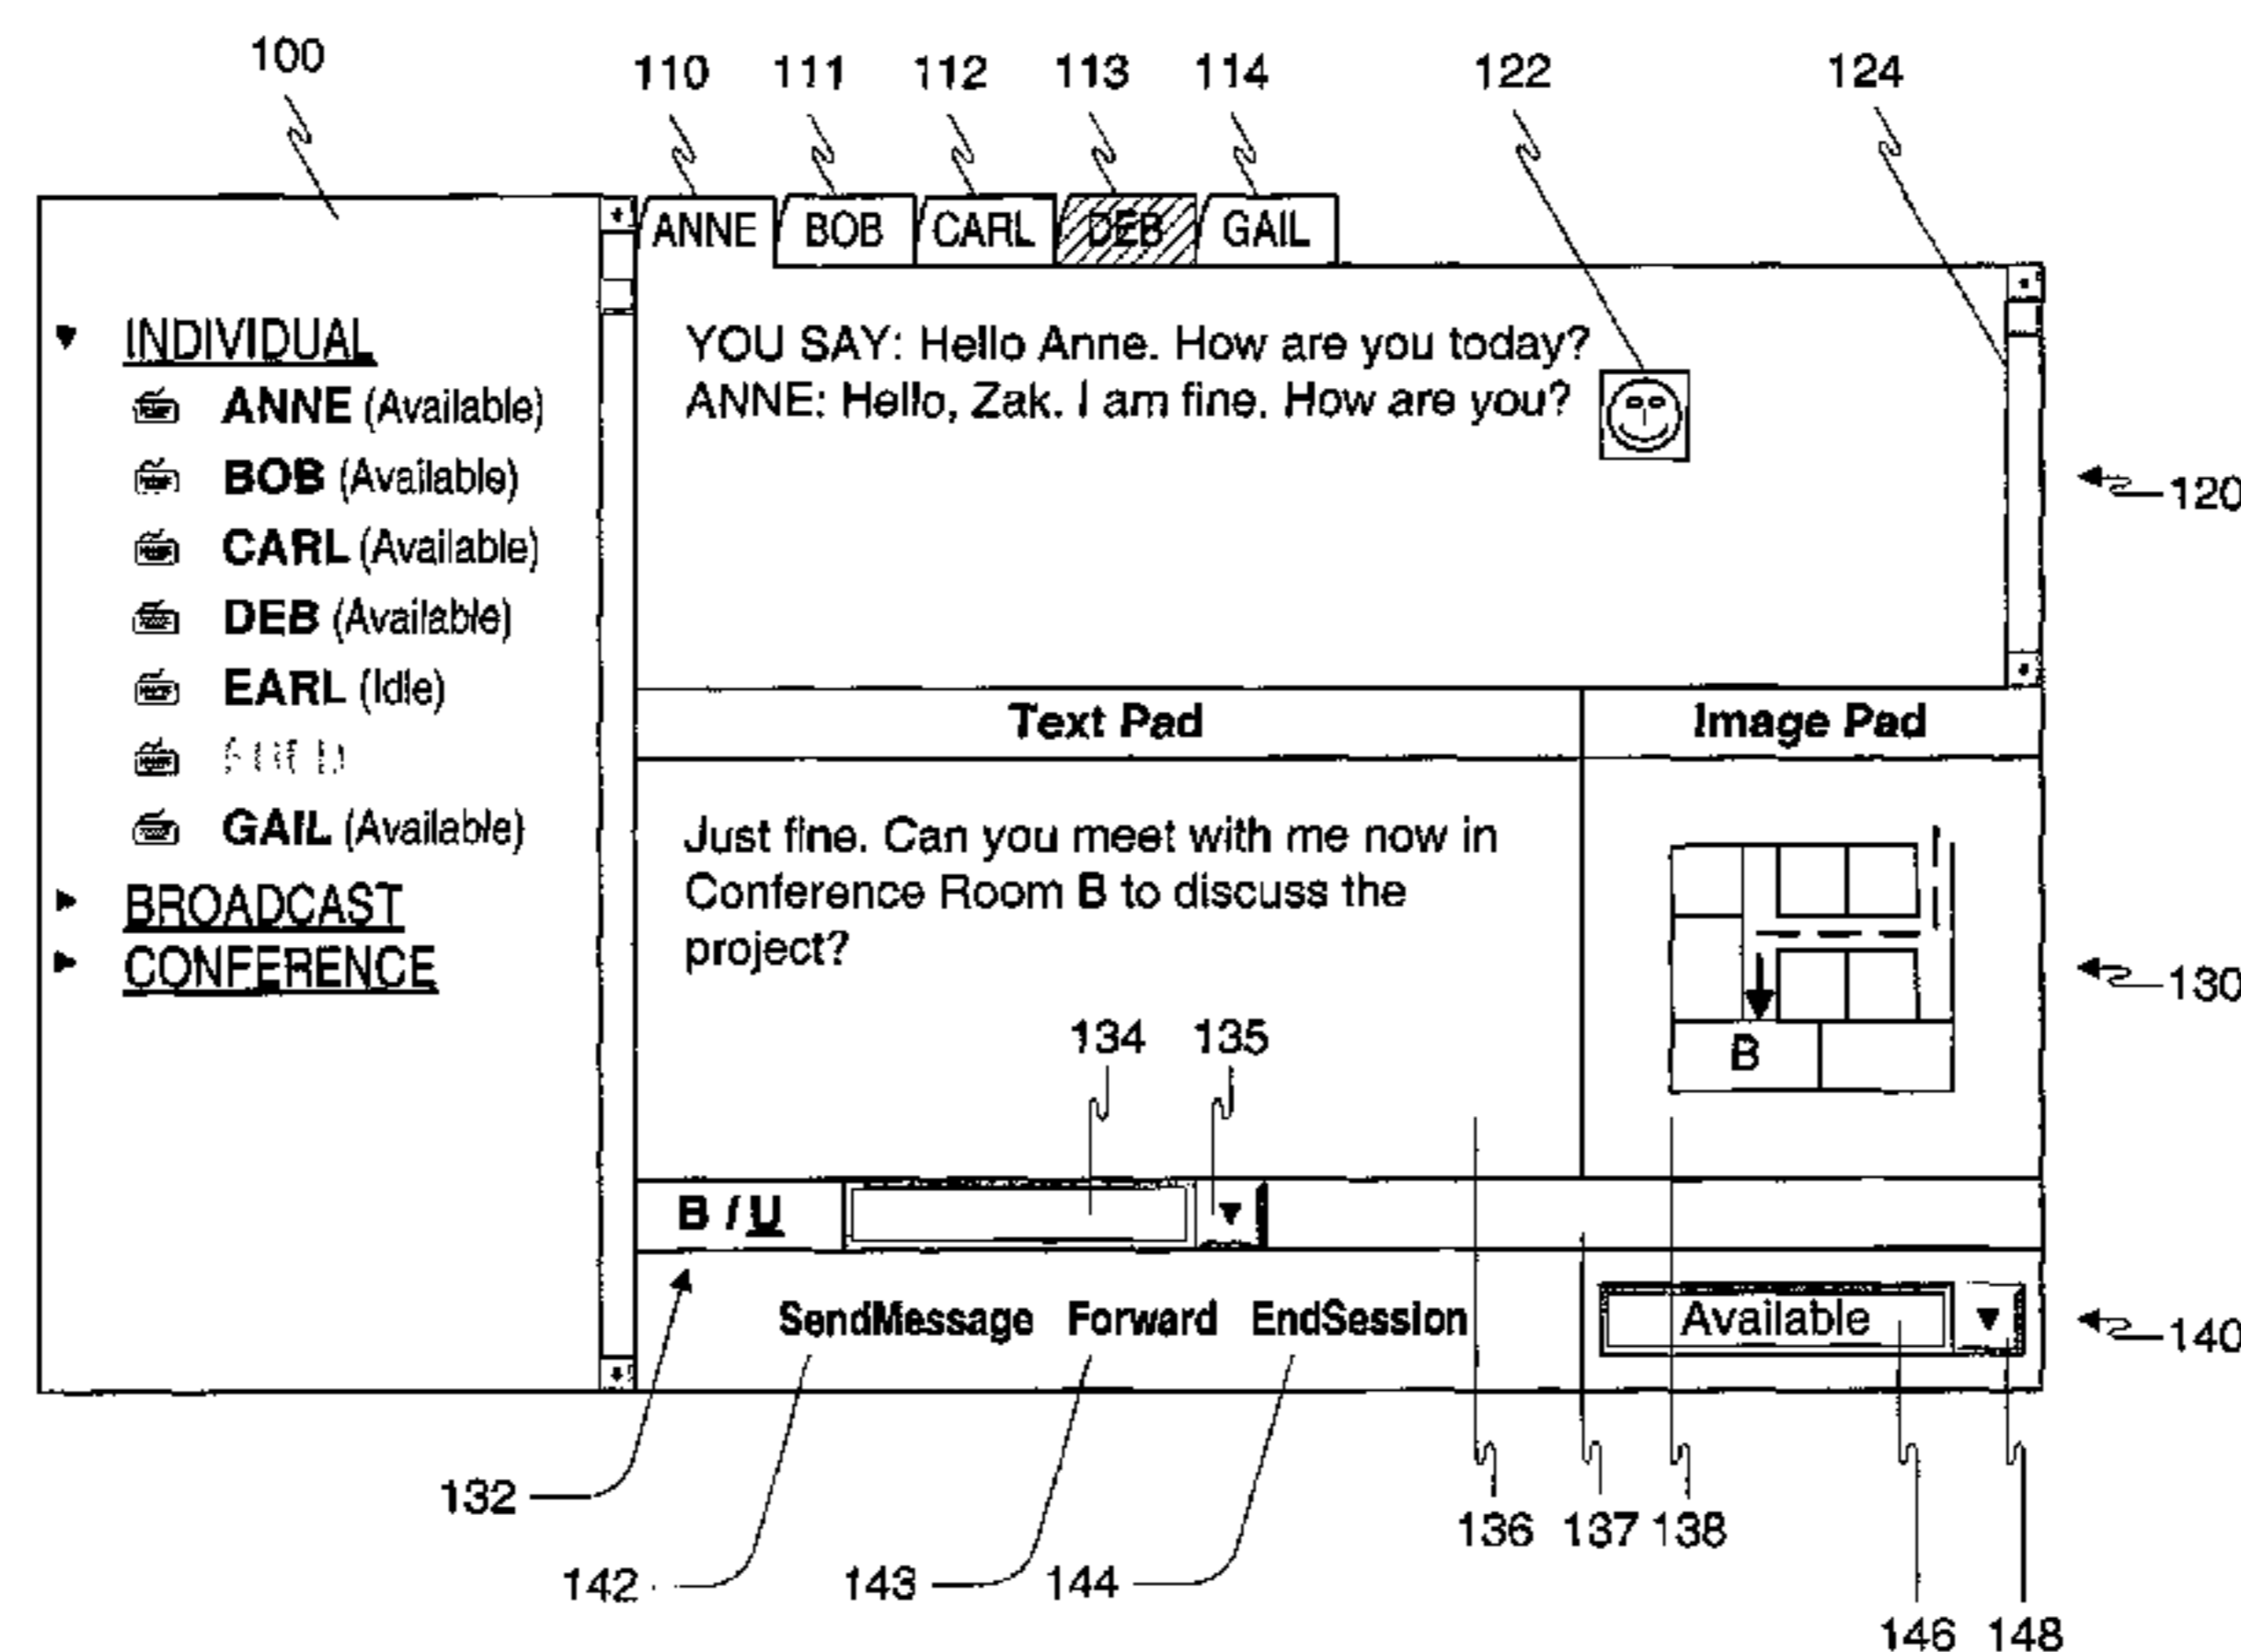 100
110 111 112 113 114 122 124
ANNE BOB CARL DEB GAIL
INDIVIDUAL
ANNE (Available)
BOB (Available)
CARL (Available)
DEB (Available)
EARL (Idle)
GAIL (Available)
BROADCAST
CONFERENCE
YOU SAY: Hello Anne. How are you today?
ANNE: Hello, Zak. I am fine. How are you?
120
Text Pad
Image Pad
Just fine. Can you meet with me now in
Conference Room B to discuss the
project?
B
130
134 135
B I U
SendMessage Forward EndSession
Available
140
132
136 137 138
142 143 144
146 148